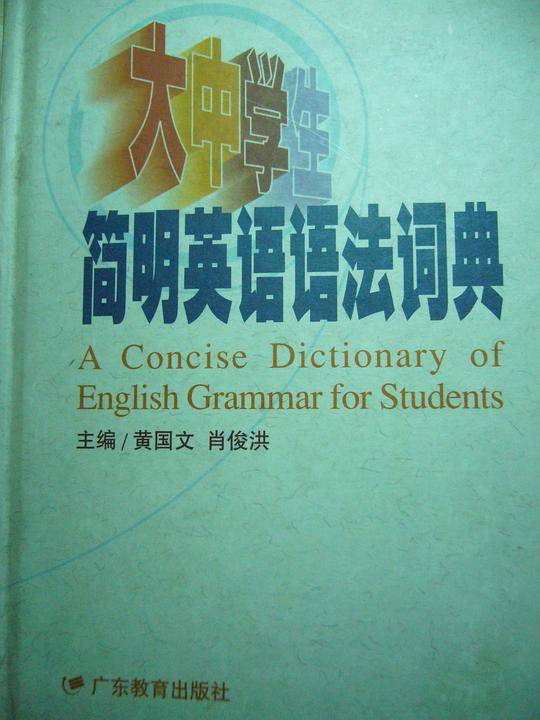 大中学生
简明英语语法词典
A Concise Dictionary of
English Grammar for Students
主编/黄国文 肖俊洪
广东教育出版社